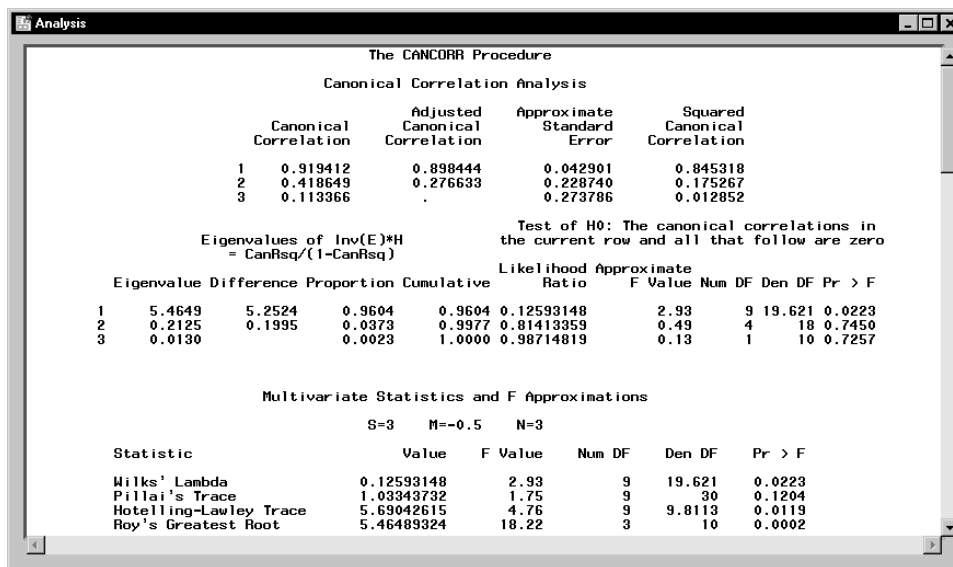 Analysis
The CANCORR Procedure
Canonical Correlation Analysis
Adjusted Approximate Squared
Canonical Canonical Standard Canonical
Correlation Correlation Error Correlation
1 0.919412 0.898444 0.042901 0.845318
2 0.418649 0.276633 0.228740 0.175267
3 0.113366 . 0.273786 0.012852
Test of H0: The canonical correlations in
Eigenvalues of Inv(E)*H the current row and all that follow are zero
= CanRsq/(1-CanRsq)
Likelihood Approximate
Eigenvalue Difference Proportion Cumulative Ratio F Value Num DF Den DF Pr > F
1 5.4649 5.2524 0.9604 0.9604 0.12593148 2.93 9 19.621 0.0223
2 0.2125 0.1995 0.0373 0.9977 0.81413359 0.49 4 18 0.7450
3 0.0130 0.0023 1.0000 0.98714819 0.13 1 10 0.7257
Multivariate Statistics and F Approximations
S=3 M=-0.5 N=3
Statistic Value F Value Num DF Den DF Pr > F
Wilks' Lambda 0.12593148 2.93 9 19.621 0.0223
Pillai's Trace 1.03343732 1.75 9 30 0.1204
Hotelling-Lawley Trace 5.69042615 4.76 9 9.8113 0.0119
Roy's Greatest Root 5.46489324 18.22 3 10 0.0002